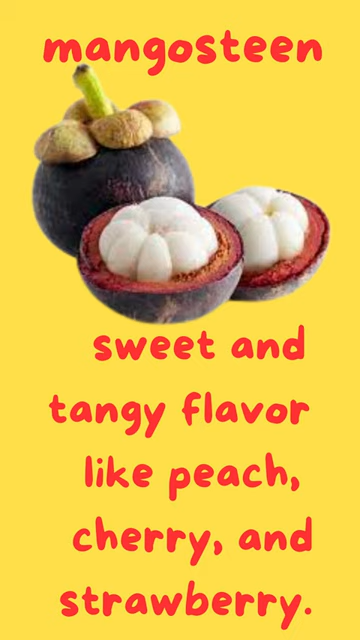 mangosteen
sweet and
tangy flavor
like peach,
cherry, and
strawberry.